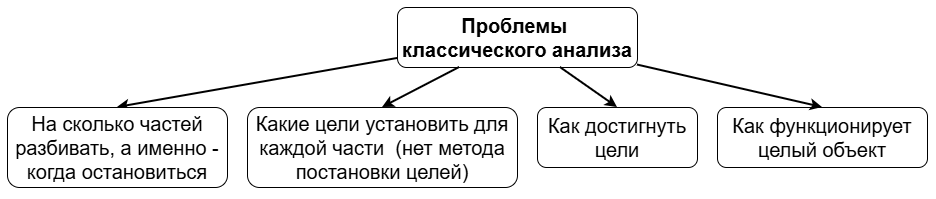 Проблемы
классического анализа
На сколько частей
разбивать, а именно -
когда остановиться
Какие цели установить для
каждой части (нет метода
постановки целей)
Как достигнуть
цели
Как функционирует
целый объект